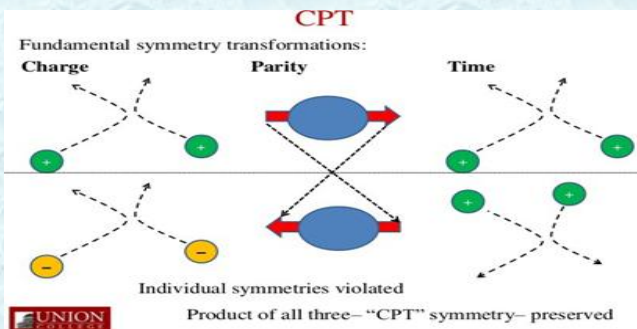 CPT
Fundamental symmetry transformations:
Charge Parity Time
+ + + +
− − + +
Individual symmetries violated
UNION
COLLEGE
Product of all three– “CPT” symmetry– preserved